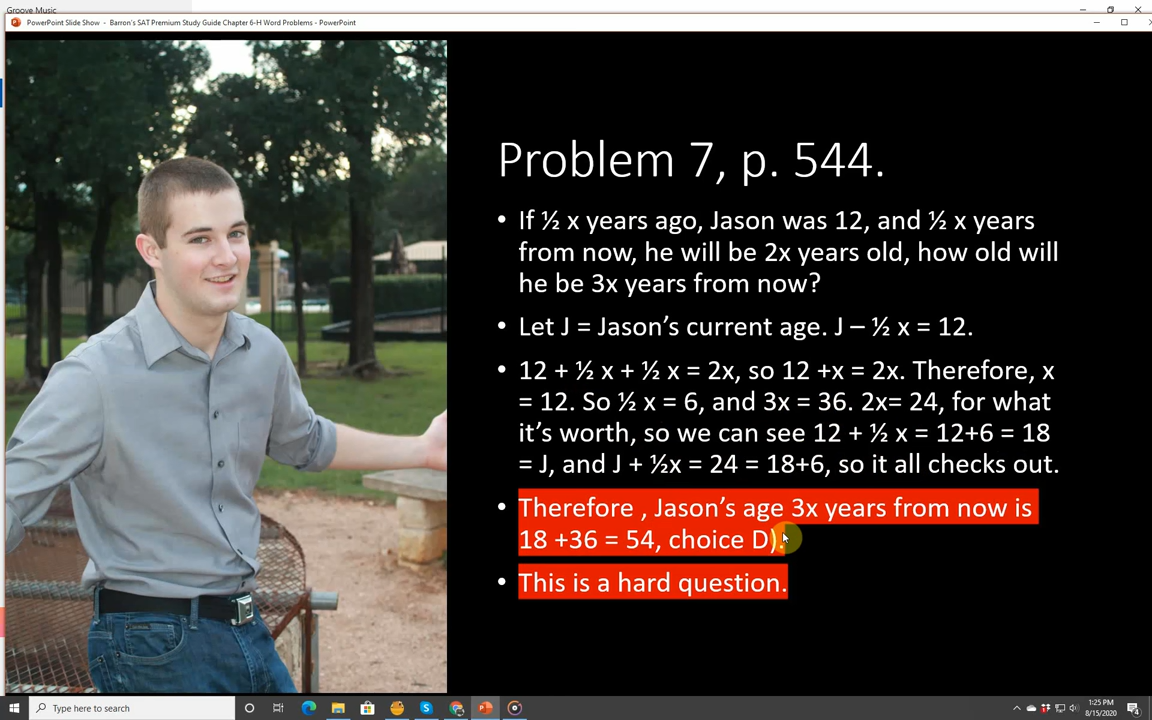 Groove Music
PowerPoint Slide Show - Barron's SAT Premium Study Guide Chapter 6-H Word Problems - PowerPoint
Problem 7, p. 544.
• If ½ x years ago, Jason was 12, and ½ x years
from now, he will be 2x years old, how old will
he be 3x years from now?
• Let J = Jason's current age. J – ½ x = 12.
• 12 + ½ x + ½ x = 2x, so 12 +x = 2x. Therefore, x
= 12. So ½ x = 6, and 3x = 36. 2x= 24, for what
it's worth, so we can see 12 + ½ x = 12+6 = 18
= J, and J + ½x = 24 = 18+6, so it all checks out.
• Therefore , Jason's age 3x years from now is
18 +36 = 54, choice D).
• This is a hard question.
Type here to search
1:25 PM
8/15/2020
4